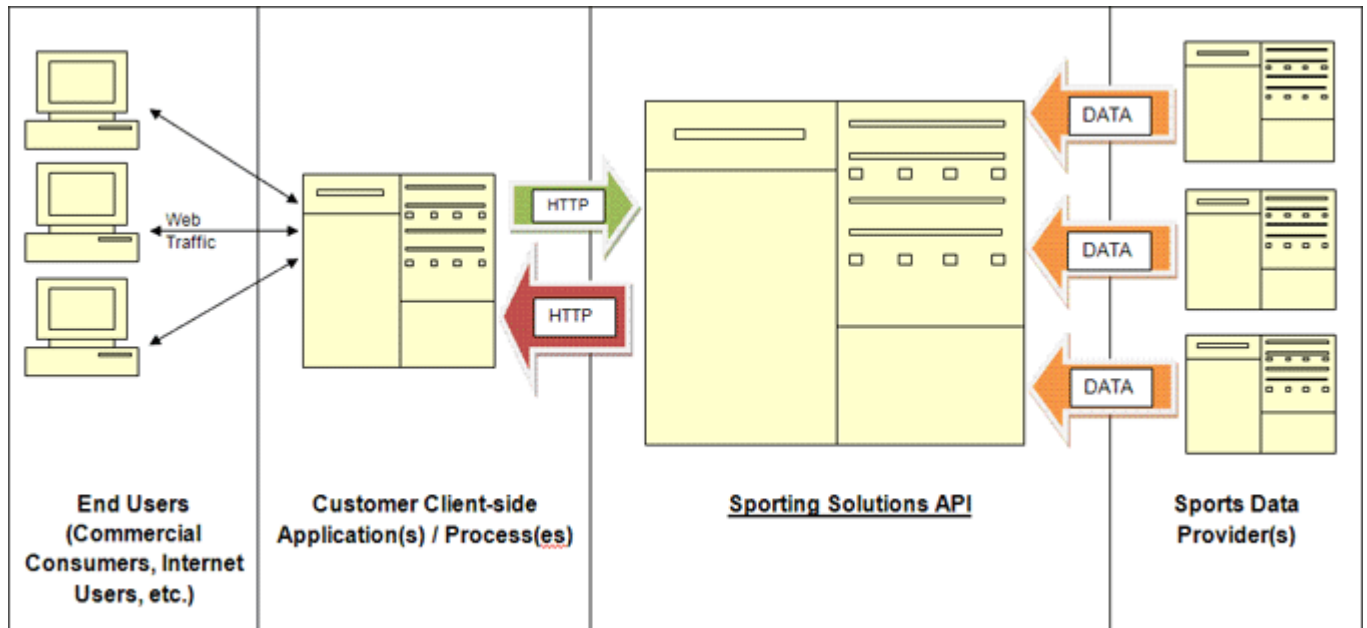 Web
Traffic
HTTP
HTTP
DATA
DATA
DATA
End Users
(Commercial
Consumers, Internet
Users, etc.)
Customer Client-side
Application(s) / Process(es)
Sporting Solutions API
Sports Data
Provider(s)